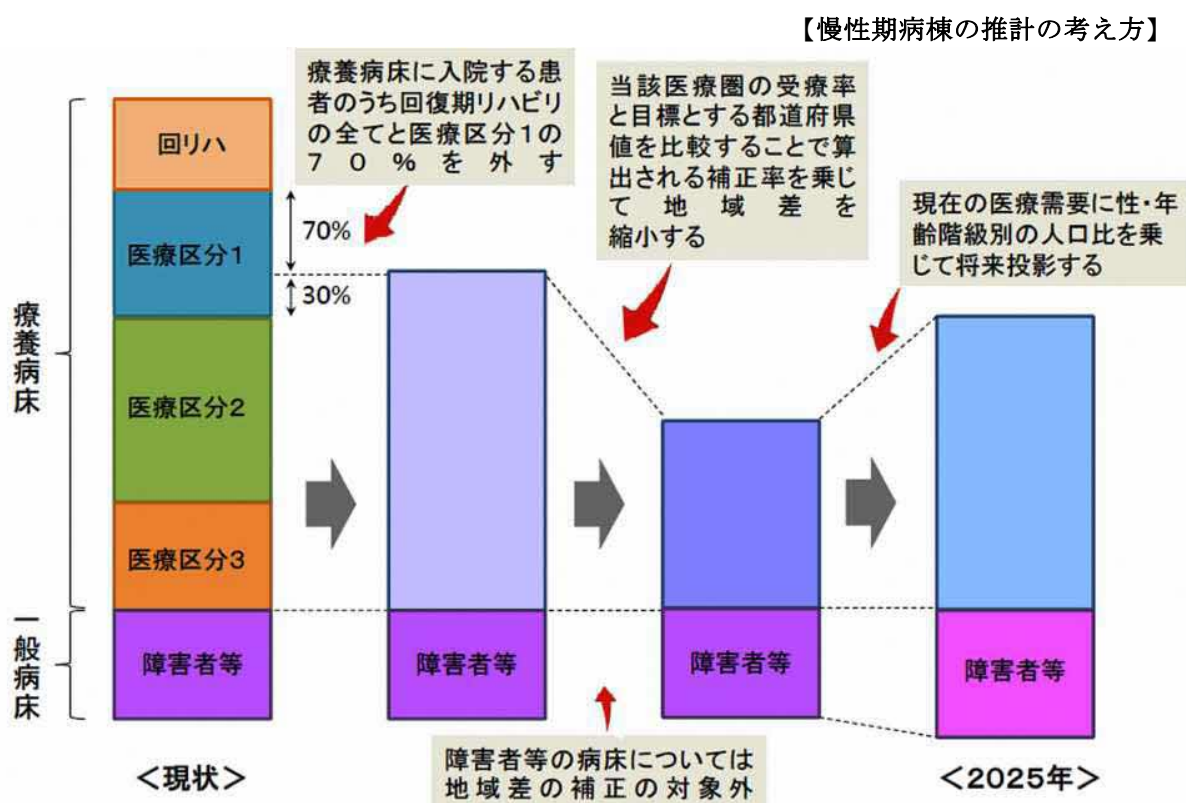 【慢性期病棟の推計の考え方】
療養病床に入院する患
者のうち回復期リハビリ
の全てと医療区分1の
70%を外す
当該医療圏の受療率
と目標とする都道府県
値を比較することで算
出される補正率を乗じ
て地域差を
縮小する
現在の医療需要に性・年
齢階級別の人口比を乗
じて将来投影する
回リハ
医療区分1
70%
30%
医療区分2
医療区分3
療養病床
一般病床
障害者等
障害者等
障害者等
障害者等
障害者等の病床については
地域差の補正の対象外
＜現状＞
＜2025年＞